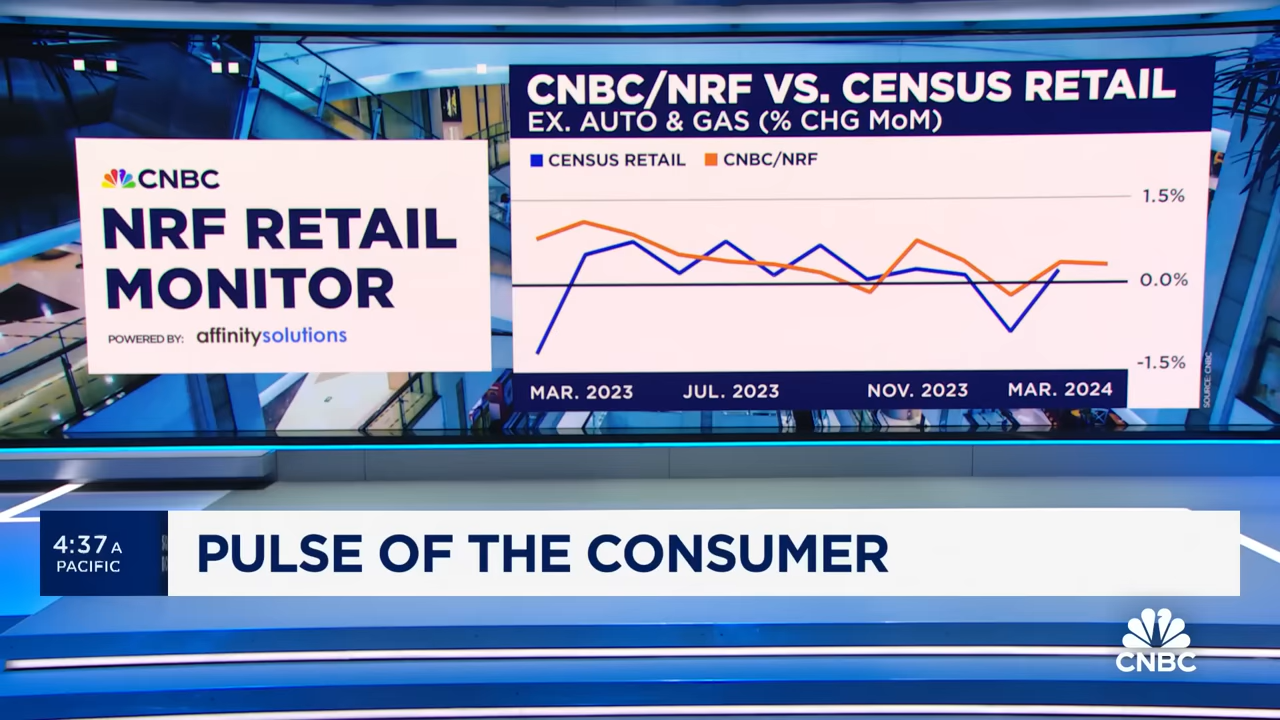 CNBC
NRF RETAIL
MONITOR
POWERED BY: affinitysolutions
CNBC/NRF VS. CENSUS RETAIL
EX. AUTO & GAS (% CHG MoM)
CENSUS RETAIL CNBC/NRF
1.5%
0.0%
-1.5%
MAR. 2023 JUL. 2023 NOV. 2023 MAR. 2024
SOURCE: CNBC
4:37 A
PACIFIC
PULSE OF THE CONSUMER
CNBC